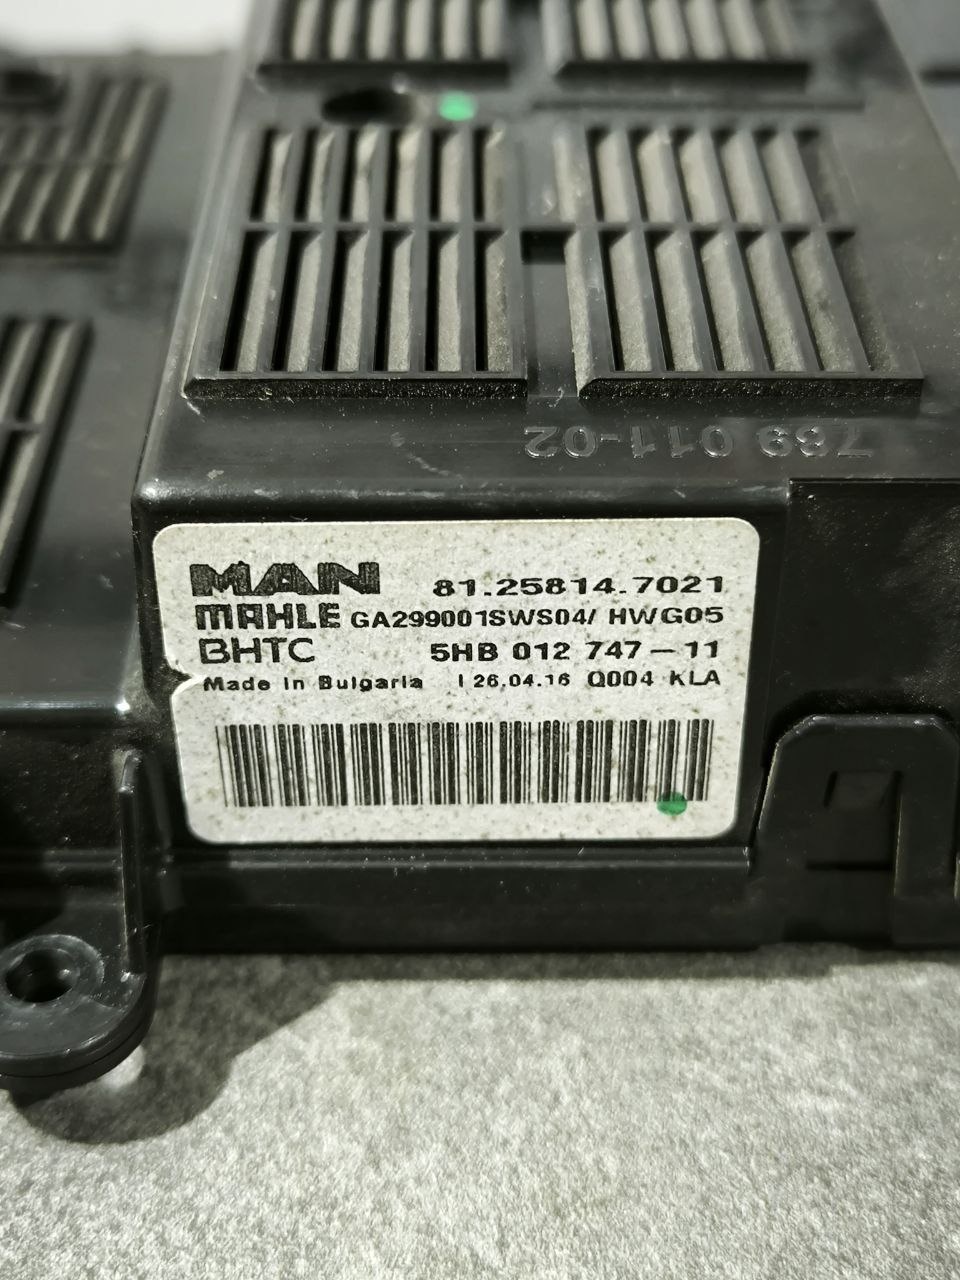 789 011-02
MAN 81.25814.7021
MAHLE GA299001SWS04/ HWG05
BHTC 5HB 012 747-11
Made in Bulgaria I 26.04.16 Q004 KLA